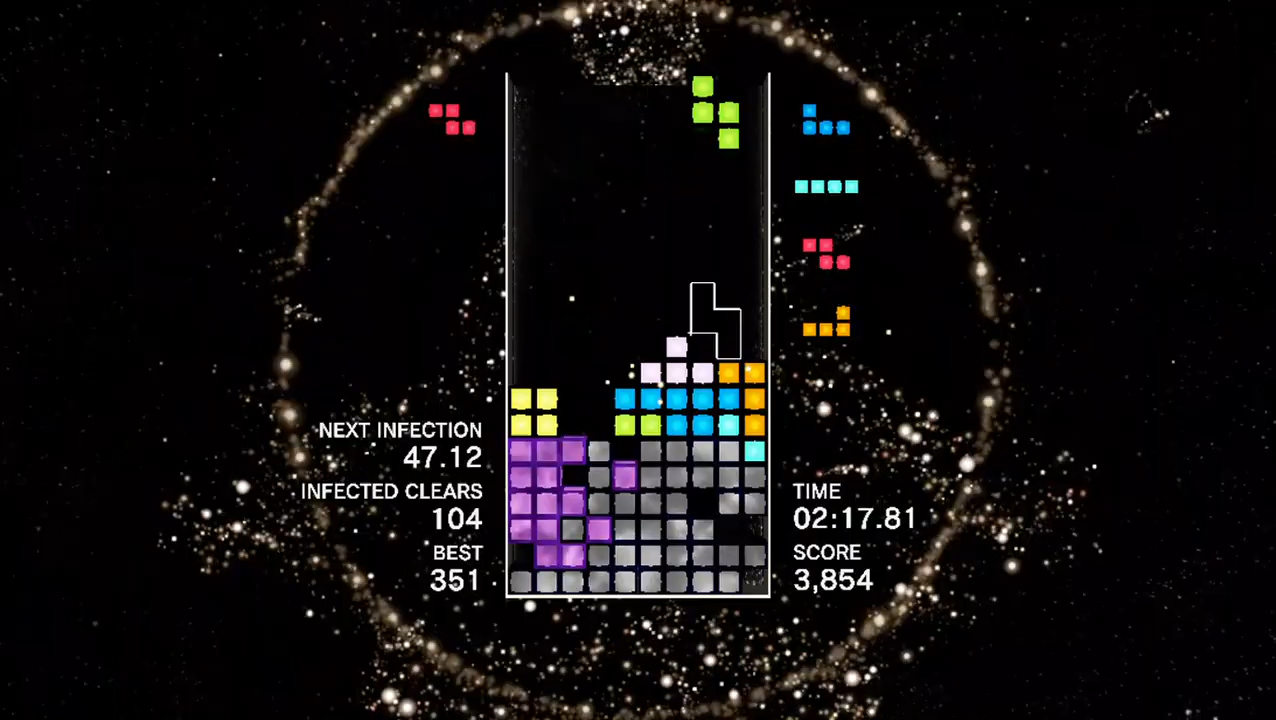 NEXT INFECTION
47.12
INFECTED CLEARS
104
BEST
351
TIME
02:17.81
SCORE
3,854